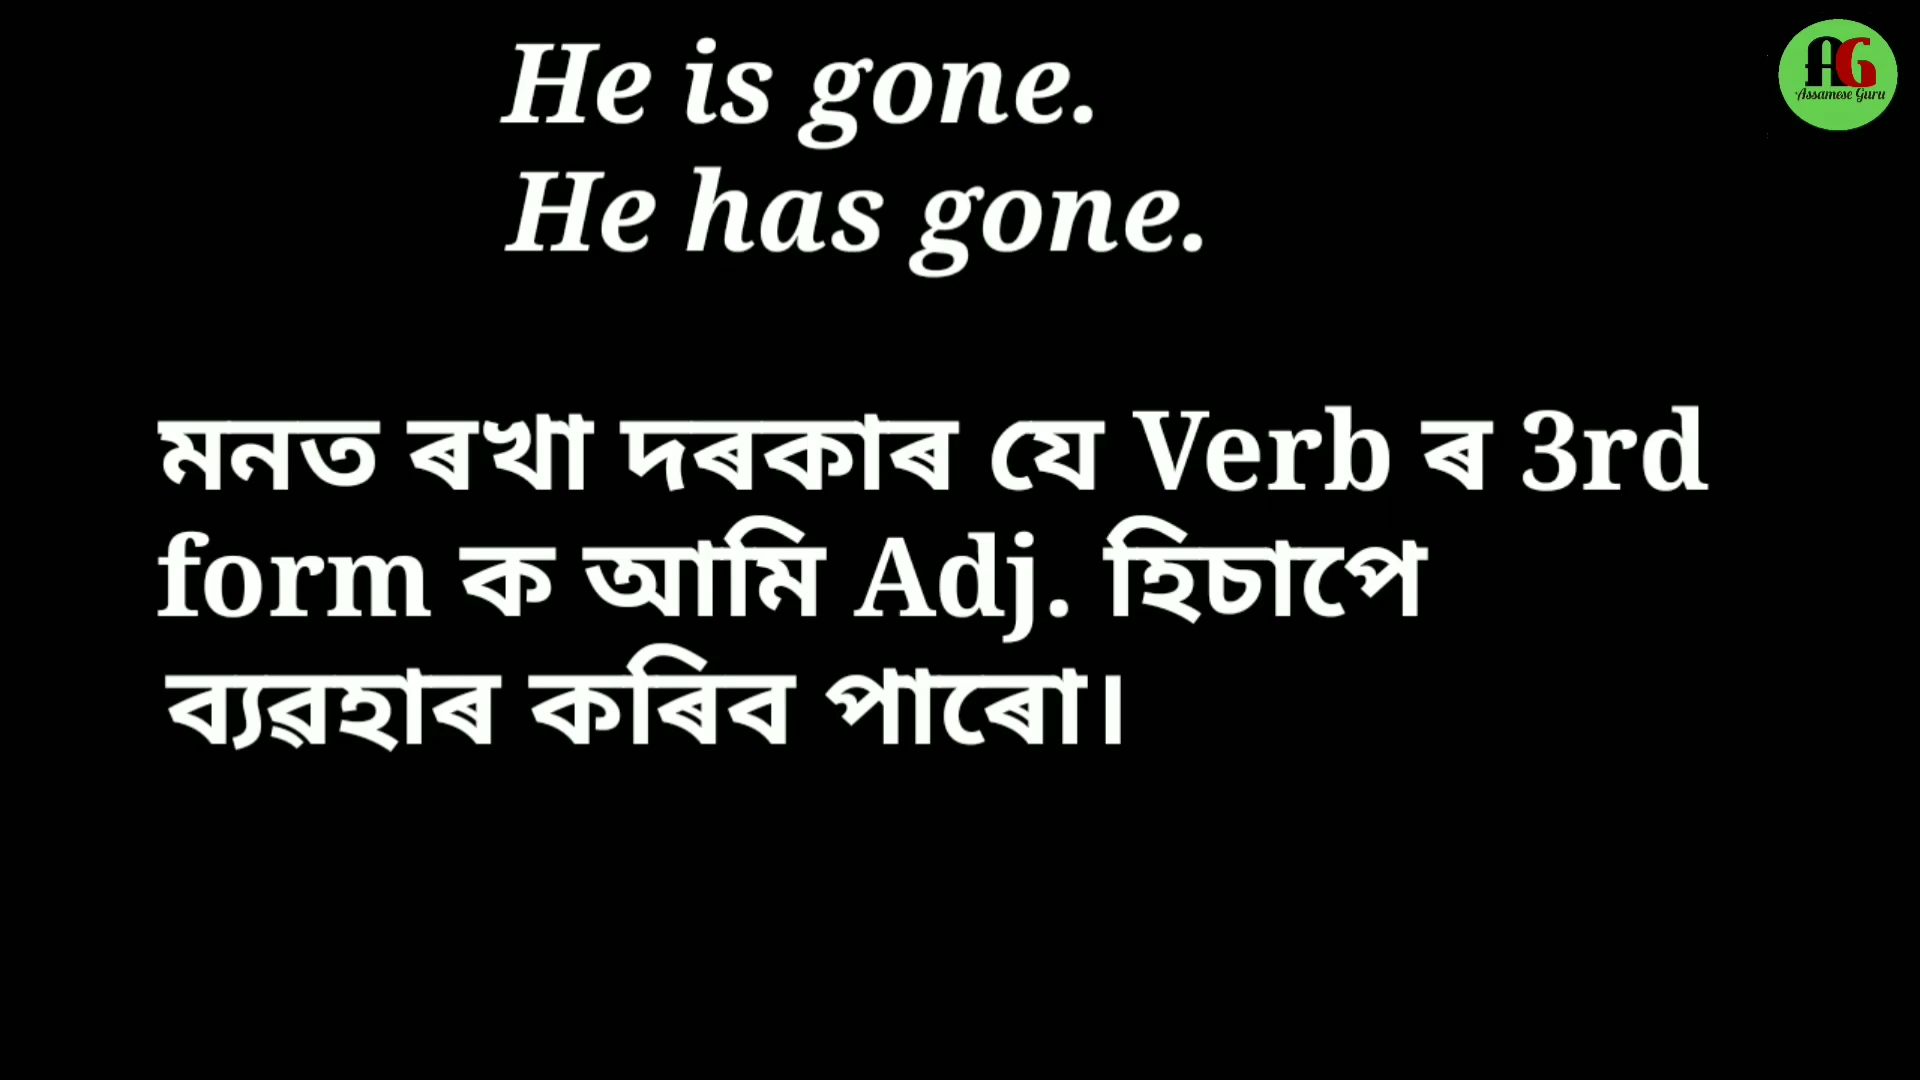 He is gone.
He has gone.
AG
Assamese Guru
মনত ৰখা দৰকাৰ যে Verb ৰ 3rd
form ক আমি Adj. হিচাপে
ব্যৱহাৰ কৰিব পাৰো।